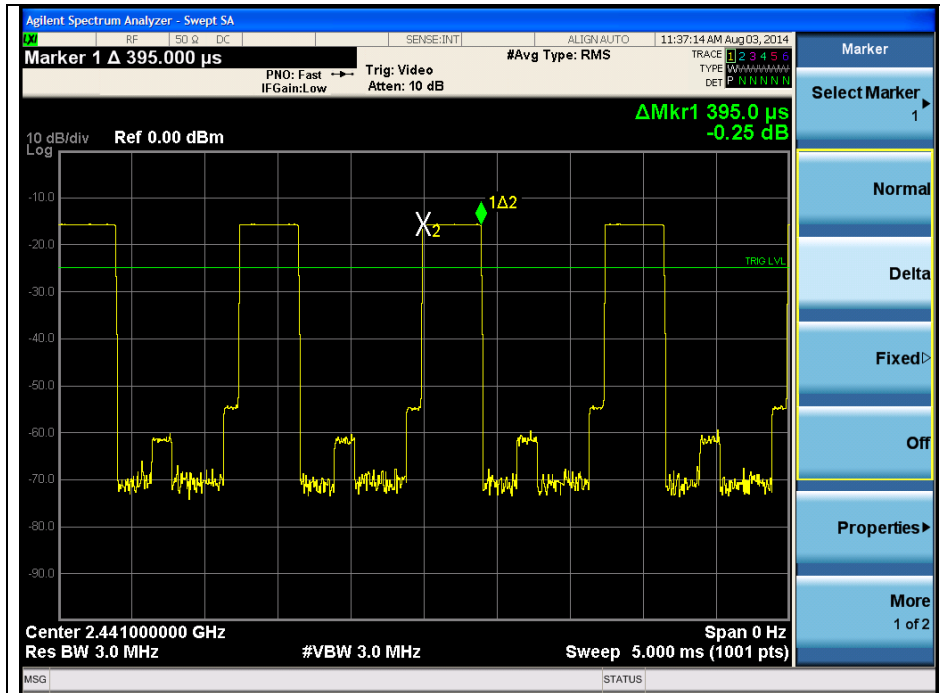 Agilent Spectrum Analyzer - Swept SA
LXI RF 50 Ω DC SENSE:INT ALIGN AUTO 11:37:14 AM Aug 03, 2014
Marker 1 Δ 395.000 µs
PNO: Fast
IFGain:Low
Trig: Video
Atten: 10 dB
#Avg Type: RMS
TRACE 1 2 3 4 5 6
TYPE
DET P N N N N N
ΔMkr1 395.0 µs
-0.25 dB
10 dB/div Ref 0.00 dBm
Log
-10.0
-20.0
-30.0
-40.0
-50.0
-60.0
-70.0
-80.0
-90.0
X2
1Δ2
TRIG LVL
Center 2.441000000 GHz Span 0 Hz
Res BW 3.0 MHz #VBW 3.0 MHz Sweep 5.000 ms (1001 pts)
MSG STATUS
Marker
Select Marker
1
Normal
Delta
Fixed
Off
Properties
More
1 of 2